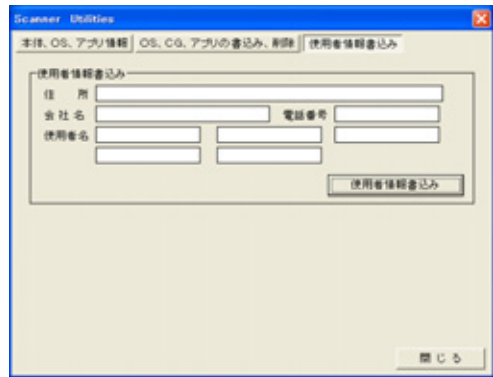 Scanner Utilities
本体、OS、アプリ情報 OS、CG、アプリの書込み、削除 使用者情報書込み
使用者情報書込み
住 所
会社名 電話番号
使用者名
使用者情報書込み
閉じる